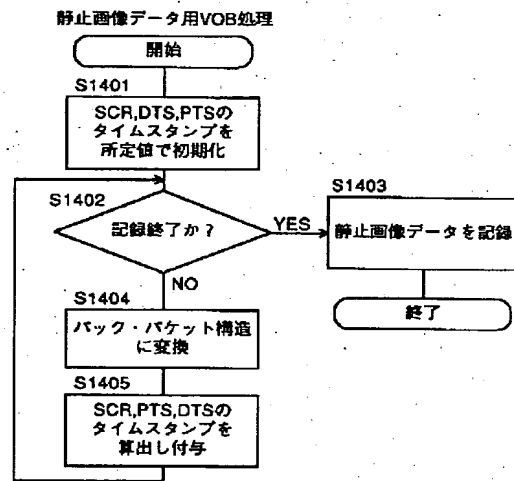 静止画像データ用VOB処理
開始
S1401
SCR,DTS,PTSの
タイムスタンプを
所定値で初期化
S1402
記録終了か？
YES
S1403
静止画像データを記録
終了
NO
S1404
パック・パケット構造
に変換
S1405
SCR,PTS,DTSの
タイムスタンプを
算出し付与